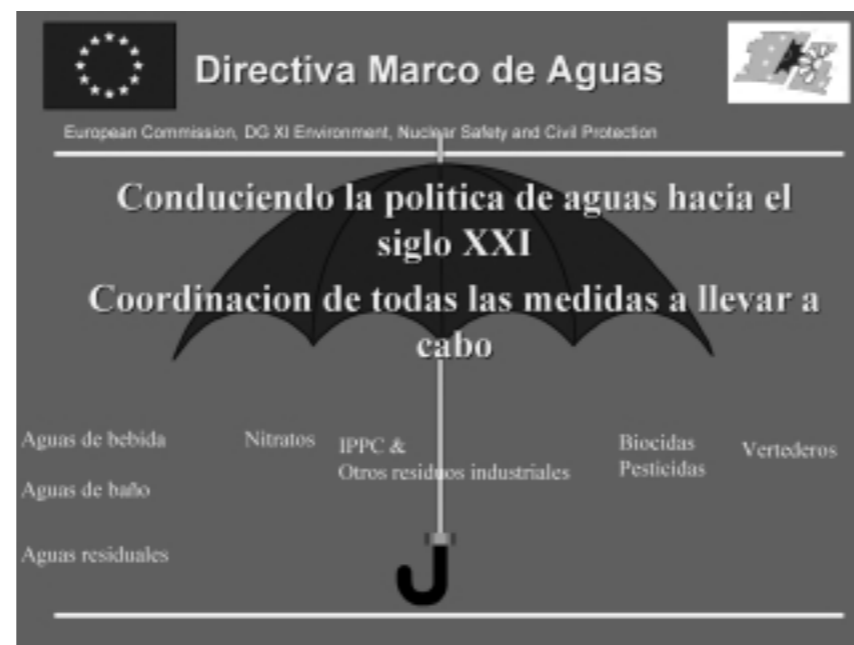 Directiva Marco de Aguas
European Commission, DG XI Environment, Nuclear Safety and Civil Protection
Conduciendo la politica de aguas hacia el
siglo XXI
Coordinacion de todas las medidas a llevar a
cabo
Aguas de bebida
Nitratos
IPPC &
Otros residuos industriales
Biocidas
Pesticidas
Vertederos
Aguas de baño
Aguas residuales